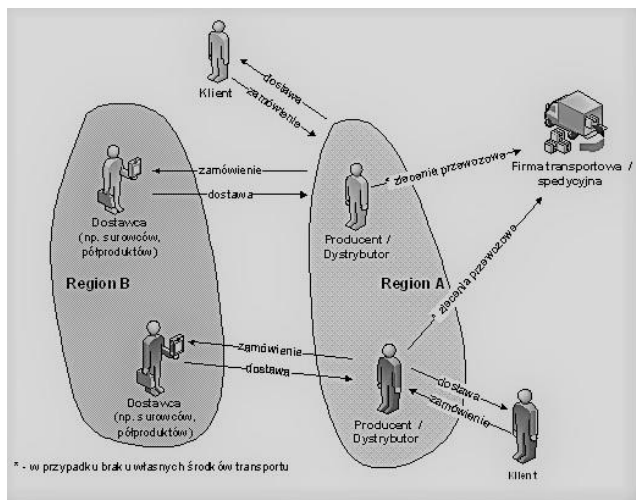 Klient
dostawa
zamówienie
zamówienie
dostawa
Dostawca
(np. surowców,
półproduktów)
Region B
* zlecenia przewozowe
Producent /
Dystrybutor
Region A
Firma transportowa /
spedycyjna
* zlecenia przewozowe
zamówienie
dostawa
Dostawca
(np. surowców,
półproduktów)
Producent /
Dystrybutor
dostawa
zamówienie
Klient
* - w przypadku braku własnych środków transportu